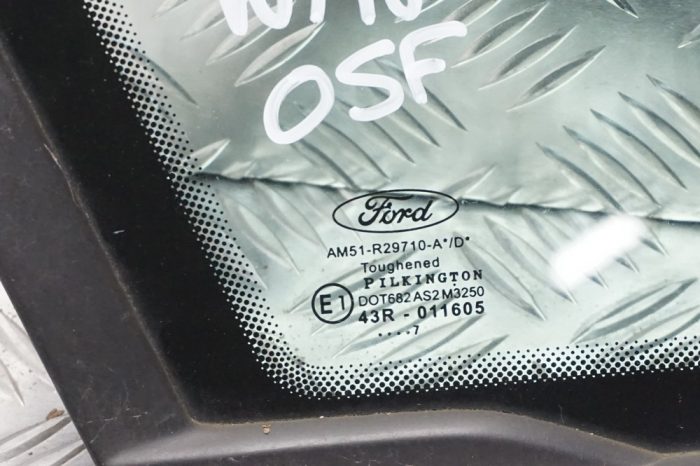 OSF
Ford
AM51-R29710-A*/D*
Toughened
PILKINGTON
E1 DOT682 AS2 M3250
43R - 011605
....7